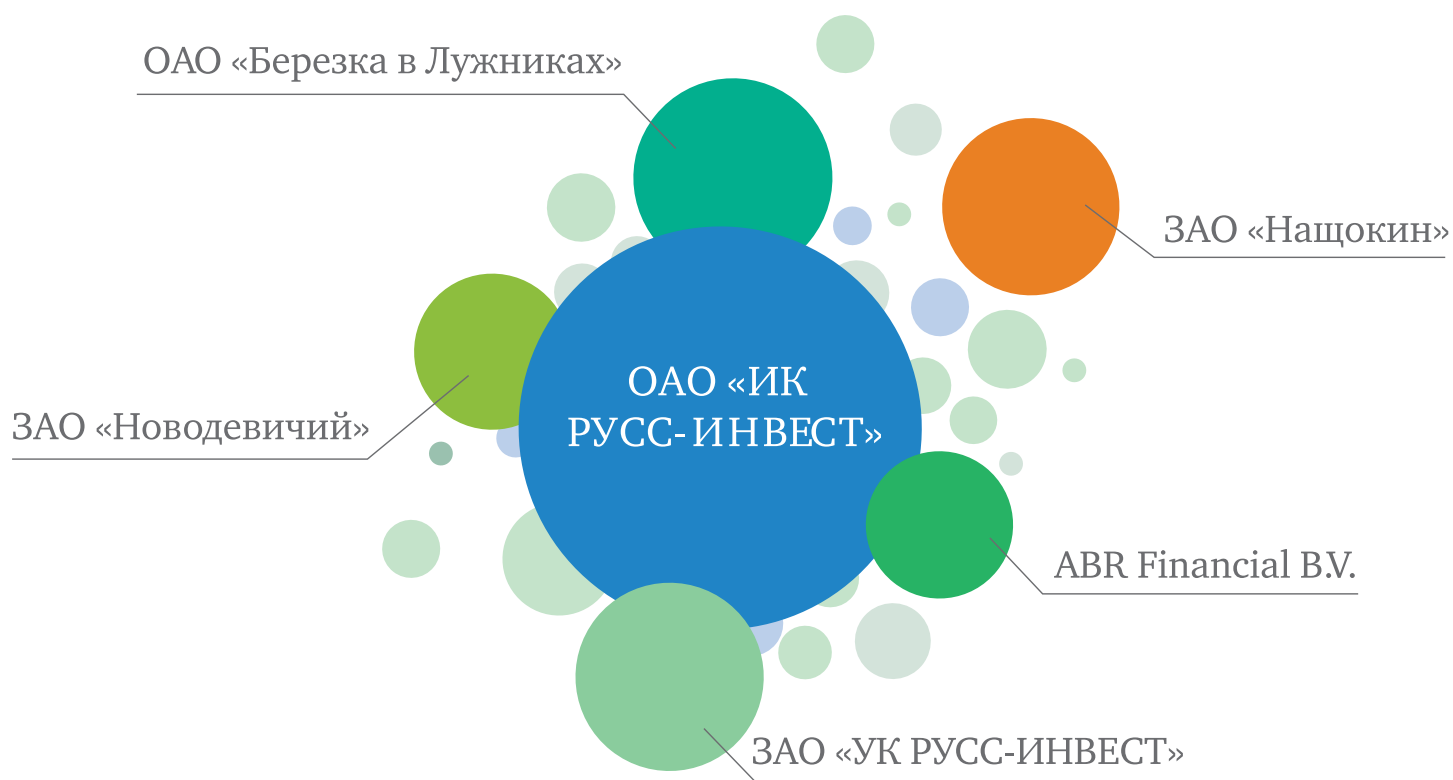 ОАО «Березка в Лужниках»
ЗАО «Нащокин»
ОАО «ИК
РУСС-ИНВЕСТ»
ЗАО «Новодевичий»
ABR Financial B.V.
ЗАО «УК РУСС-ИНВЕСТ»